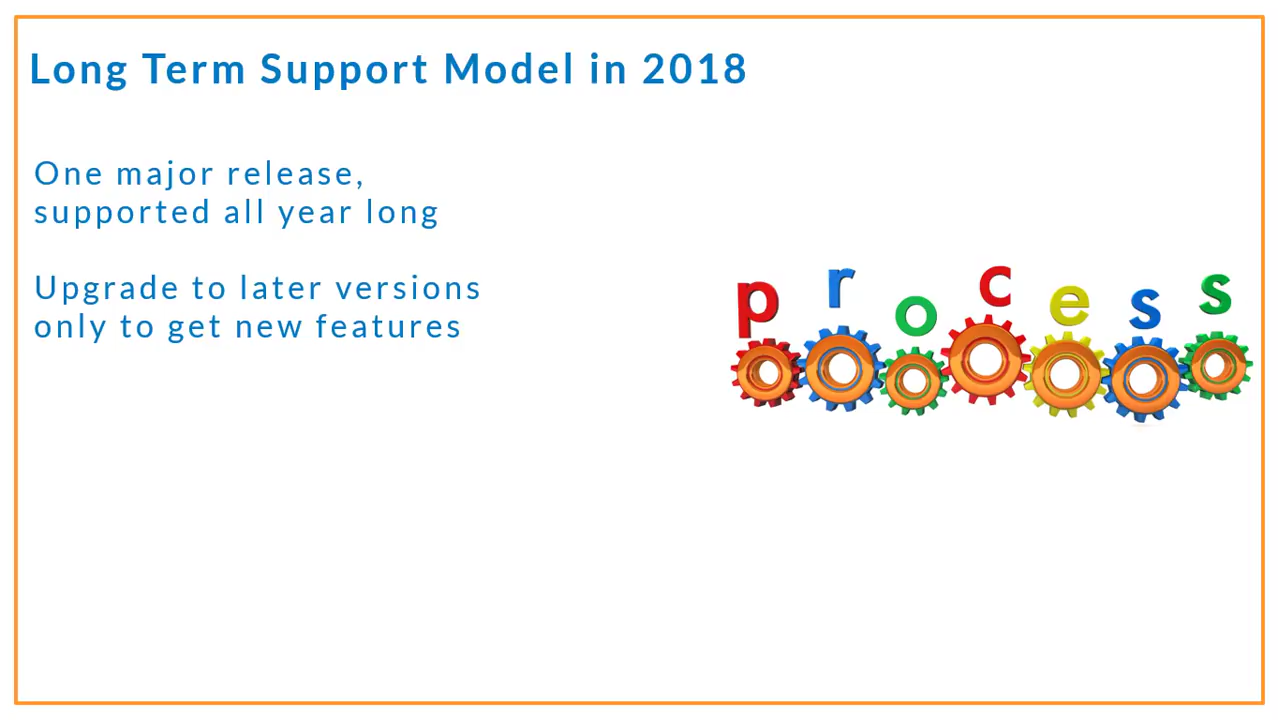 Long Term Support Model in 2018
One major release,
supported all year long
Upgrade to later versions
only to get new features
process